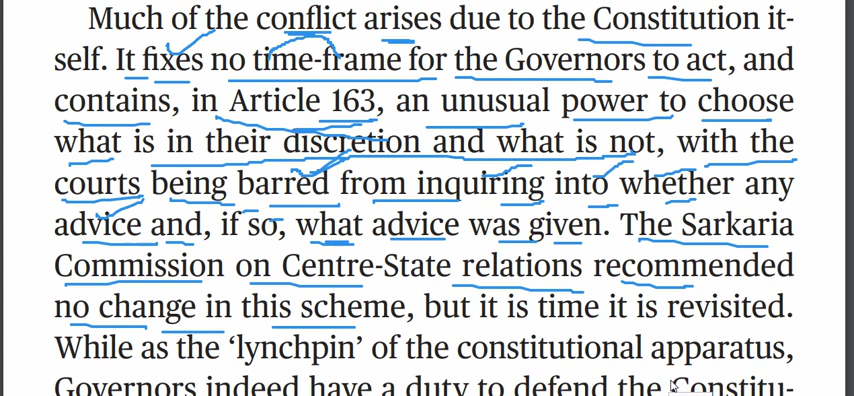 Much of the conflict arises due to the Constitution it-
self. It fixes no time-frame for the Governors to act, and
contains, in Article 163, an unusual power to choose
what is in their discretion and what is not, with the
courts being barred from inquiring into whether any
advice and, if so, what advice was given. The Sarkaria
Commission on Centre-State relations recommended
no change in this scheme, but it is time it is revisited.
While as the ‘lynchpin’ of the constitutional apparatus,
Governors indeed have a duty to defend the Constitu-